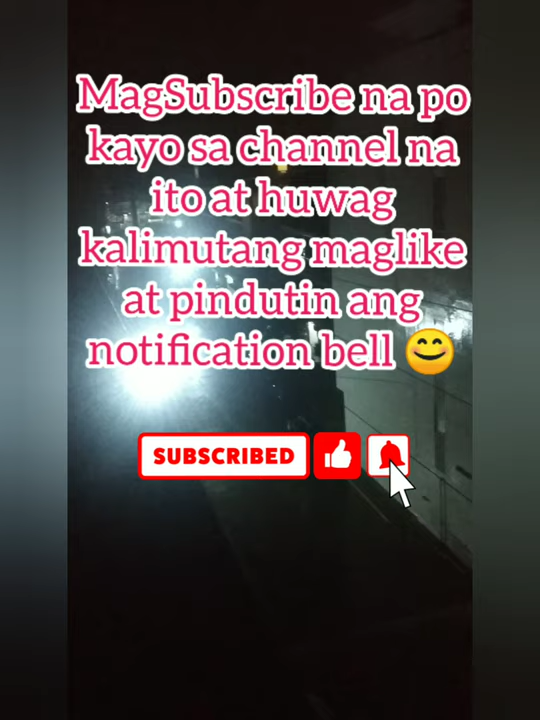 MagSubscribe na po
kayo sa channel na
ito at huwag
kalimutang maglike
at pindutin ang
notification bell 😊
SUBSCRIBED